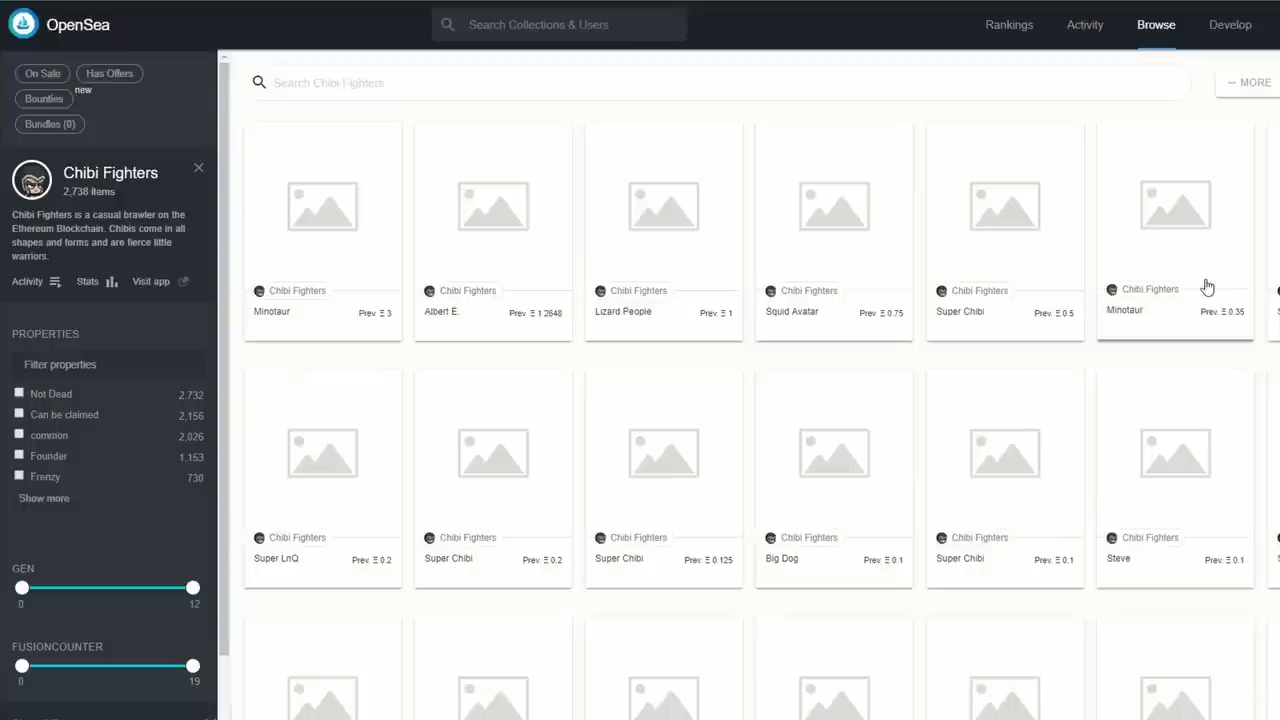 OpenSea
Search Collections & Users
Rankings
Activity
Browse
Develop
On Sale
Has Offers
Bounties
new
Bundles (0)
Chibi Fighters
2,738 items
Chibi Fighters is a casual brawler on the
Ethereum Blockchain. Chibis come in all
shapes and forms and are fierce little
warriors.
Activity
Stats
Visit app
PROPERTIES
Filter properties
Not Dead 2,732
Can be claimed 2,156
common 2,026
Founder 1,153
Frenzy 730
Show more
GEN
0 12
FUSIONCOUNTER
0 19
Search Chibi Fighters
MORE
Chibi Fighters
Minotaur Prev. Ξ 3
Chibi Fighters
Albert E. Prev. Ξ 1.2648
Chibi Fighters
Lizard People Prev. Ξ 1
Chibi Fighters
Squid Avatar Prev. Ξ 0.75
Chibi Fighters
Super Chibi Prev. Ξ 0.5
Chibi Fighters
Minotaur Prev. Ξ 0.35
Chibi Fighters
Super LnQ Prev. Ξ 0.2
Chibi Fighters
Super Chibi Prev. Ξ 0.2
Chibi Fighters
Super Chibi Prev. Ξ 0.125
Chibi Fighters
Big Dog Prev. Ξ 0.1
Chibi Fighters
Super Chibi Prev. Ξ 0.1
Chibi Fighters
Steve Prev. Ξ 0.1